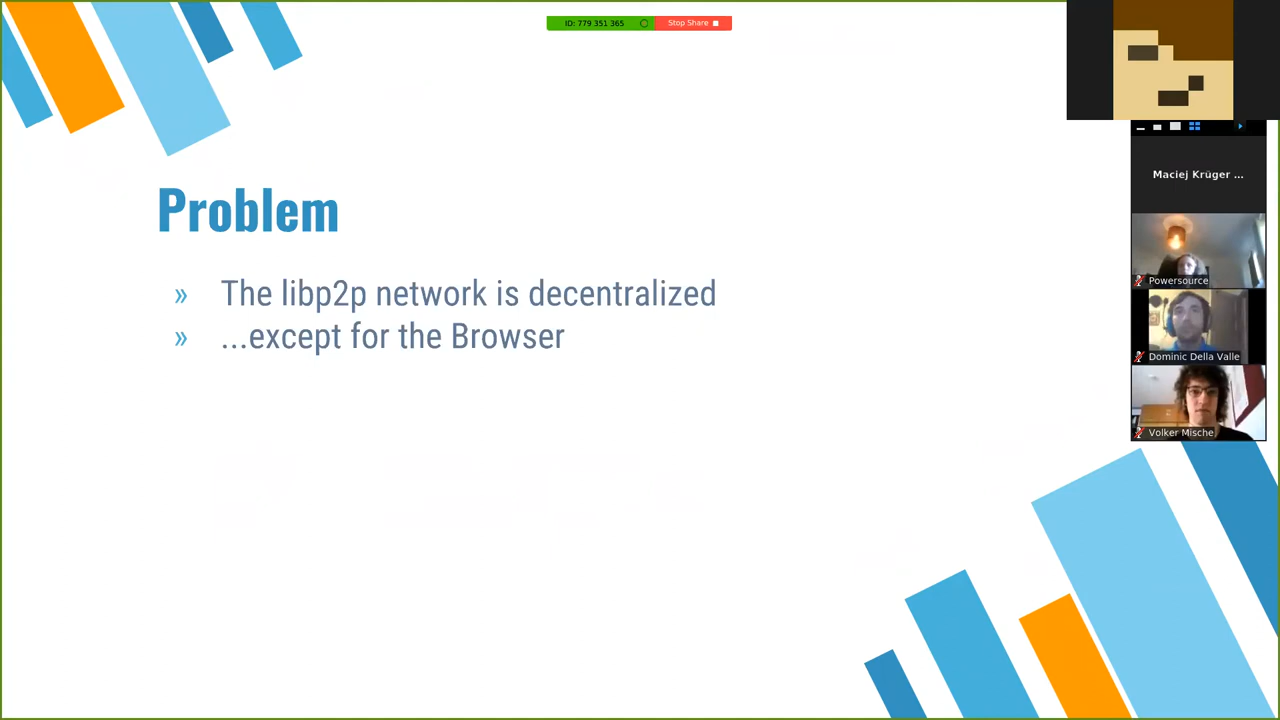 ID: 779 351 365
Stop Share
Maciej Krüger ...
Powersource
Dominic Della Valle
Volker Mische
Problem
» The libp2p network is decentralized
» ...except for the Browser